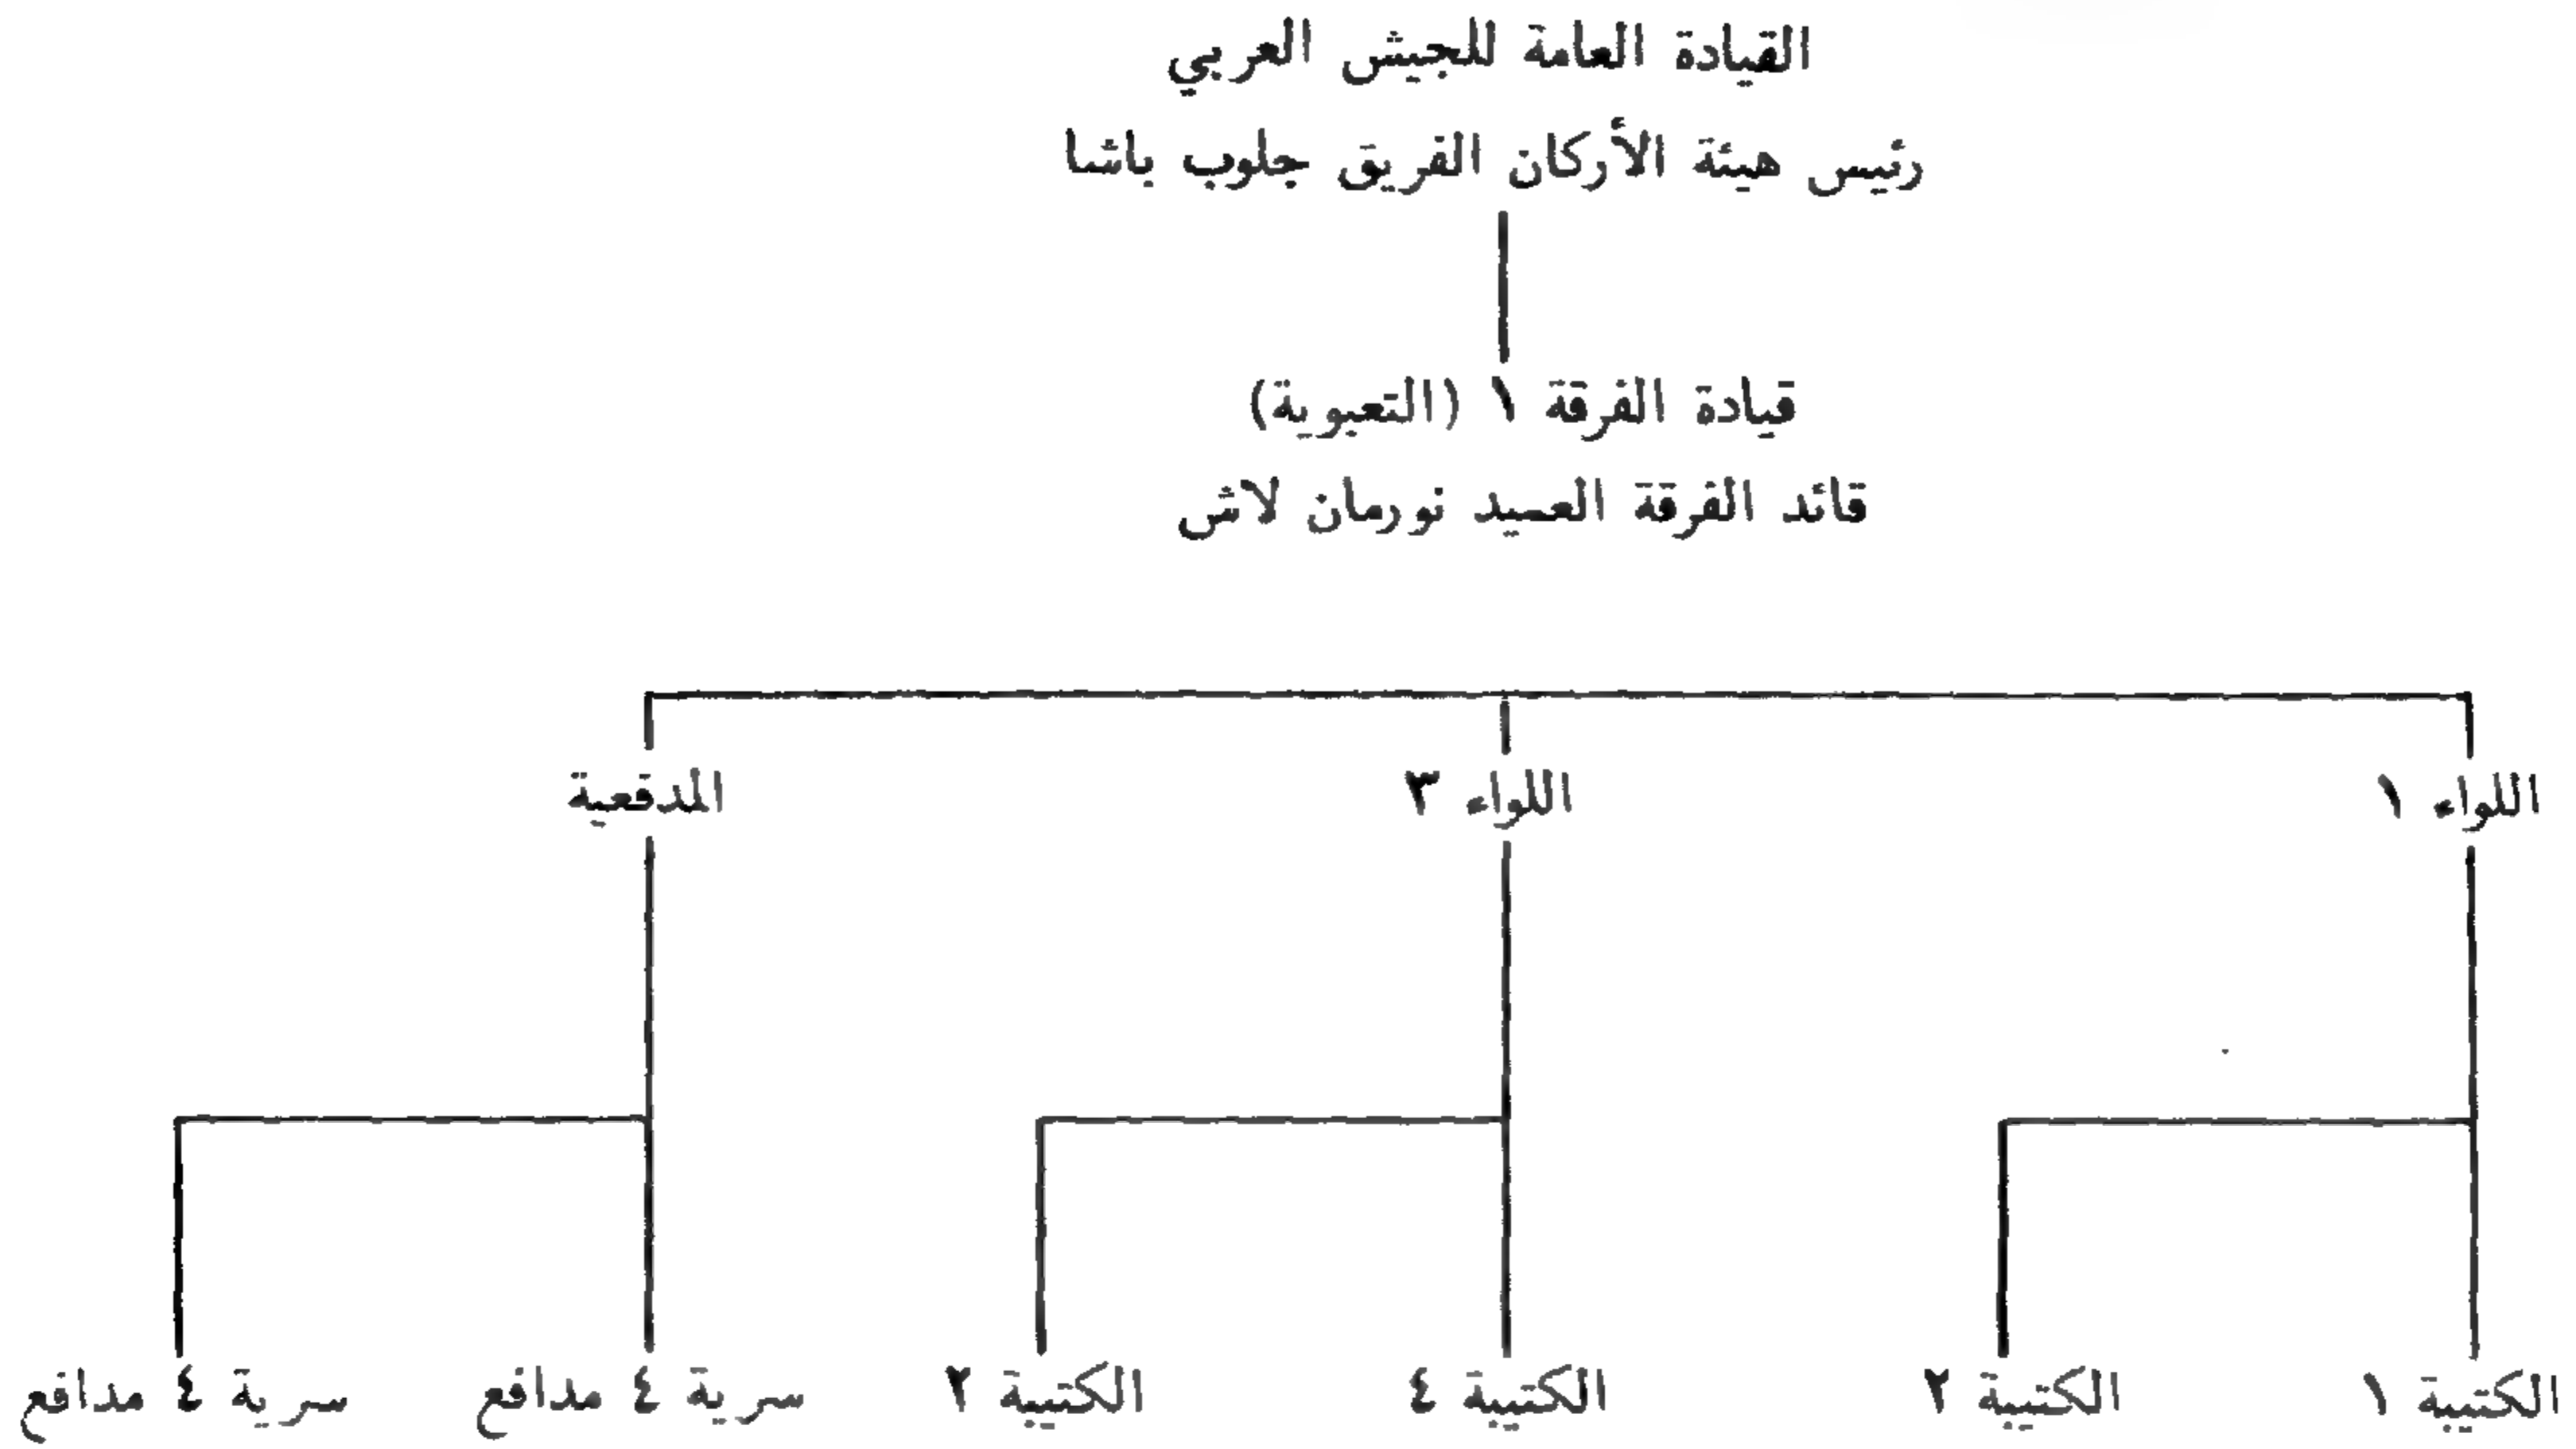 القيادة العامة للجيش العربي
رئيس هيئة الأركان الفريق جلوب باشا
قيادة الفرقة ١ (التعبوية)
قائد الفرقة العميد نورمان لاش
اللواء ١
اللواء ٣
المدفعية
الكتيبة ١
الكتيبة ٢
الكتيبة ٤
الكتيبة ٢
سرية ٤ مدافع
سرية ٤ مدافع